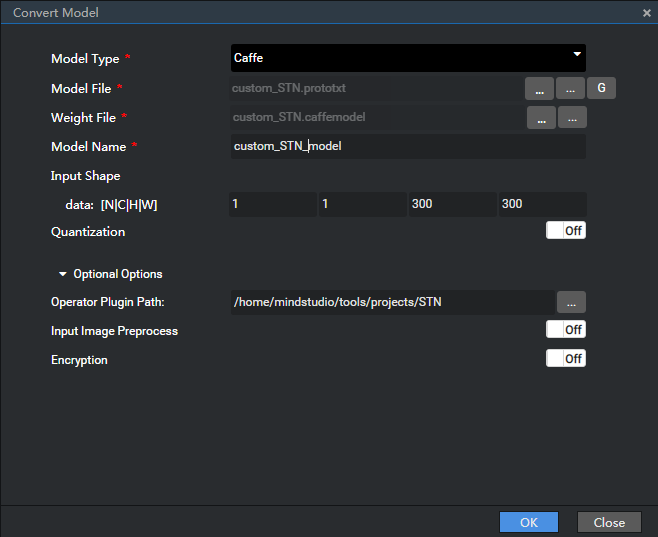 Convert Model ×
Model Type * Caffe
Model File * custom_STN.prototxt ... ... G
Weight File * custom_STN.caffemodel ... ...
Model Name * custom_STN_model
Input Shape
data: [N|C|H|W] 1 1 300 300
Quantization Off
Optional Options
Operator Plugin Path: /home/mindstudio/tools/projects/STN ...
Input Image Preprocess Off
Encryption Off
OK Close